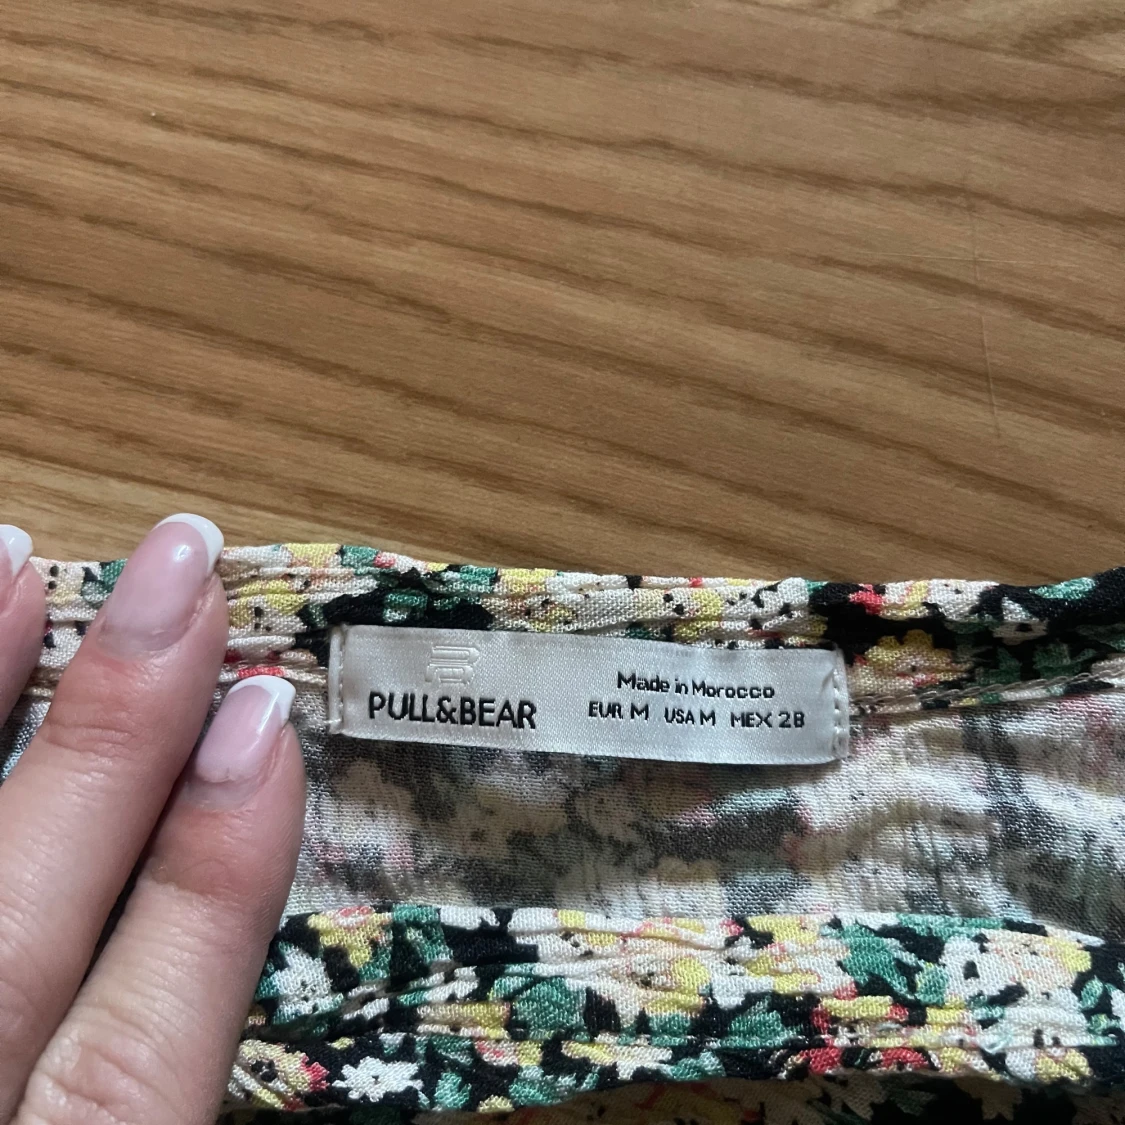 PULL&BEAR
Made in Morocco
EUR M USA M MEX 28